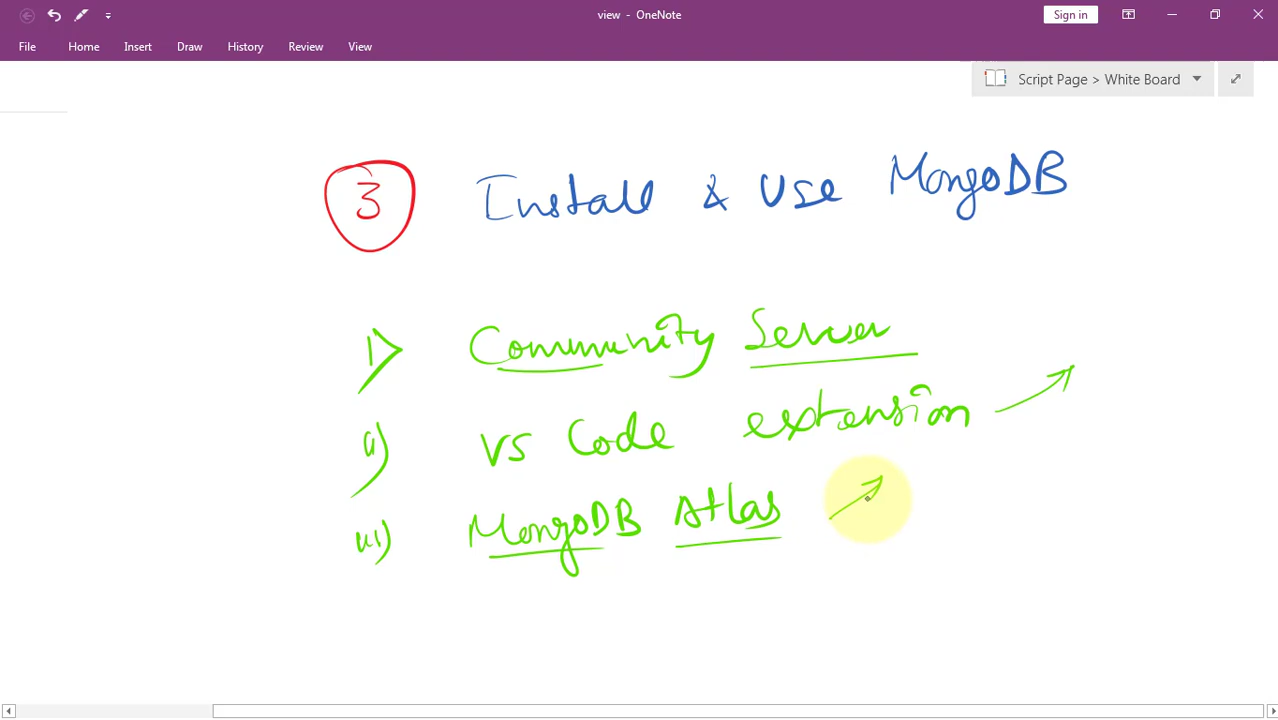 view - OneNote
Sign in
File Home Insert Draw History Review View
Script Page > White Board
3 Install & Use MongoDB
i) Community Server
ii) VS Code extension
iii) MongoDB Atlas